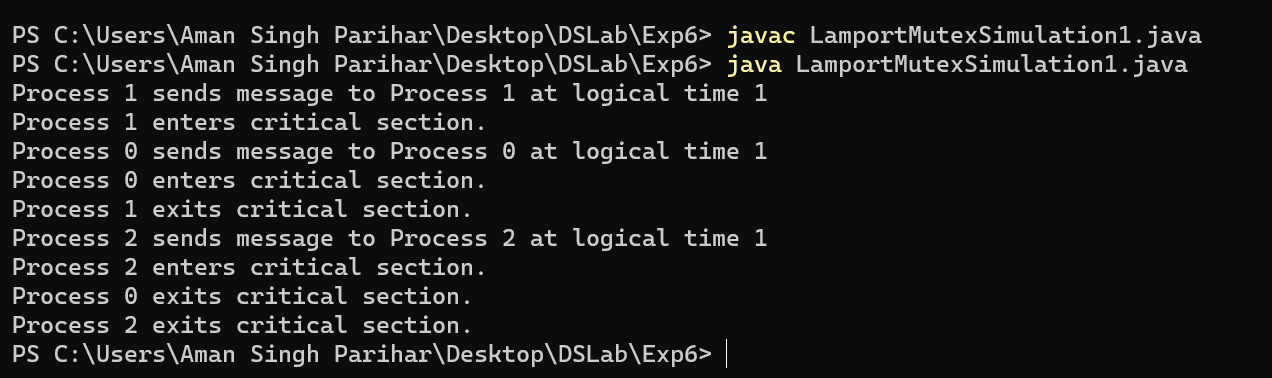 PS C:\Users\Aman Singh Parihar\Desktop\DSLab\Exp6> javac LamportMutexSimulation1.java
PS C:\Users\Aman Singh Parihar\Desktop\DSLab\Exp6> java LamportMutexSimulation1.java
Process 1 sends message to Process 1 at logical time 1
Process 1 enters critical section.
Process 0 sends message to Process 0 at logical time 1
Process 0 enters critical section.
Process 1 exits critical section.
Process 2 sends message to Process 2 at logical time 1
Process 2 enters critical section.
Process 0 exits critical section.
Process 2 exits critical section.
PS C:\Users\Aman Singh Parihar\Desktop\DSLab\Exp6>